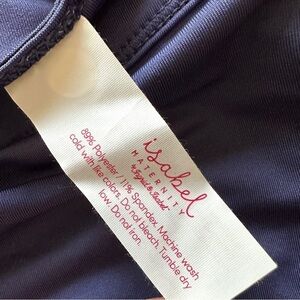 isabel
MATERNITY
by Ingrid & Isabel
89% Polyester / 11% Spandex. Machine wash
cold with like colors. Do not bleach. Tumble dry
low. Do not iron.